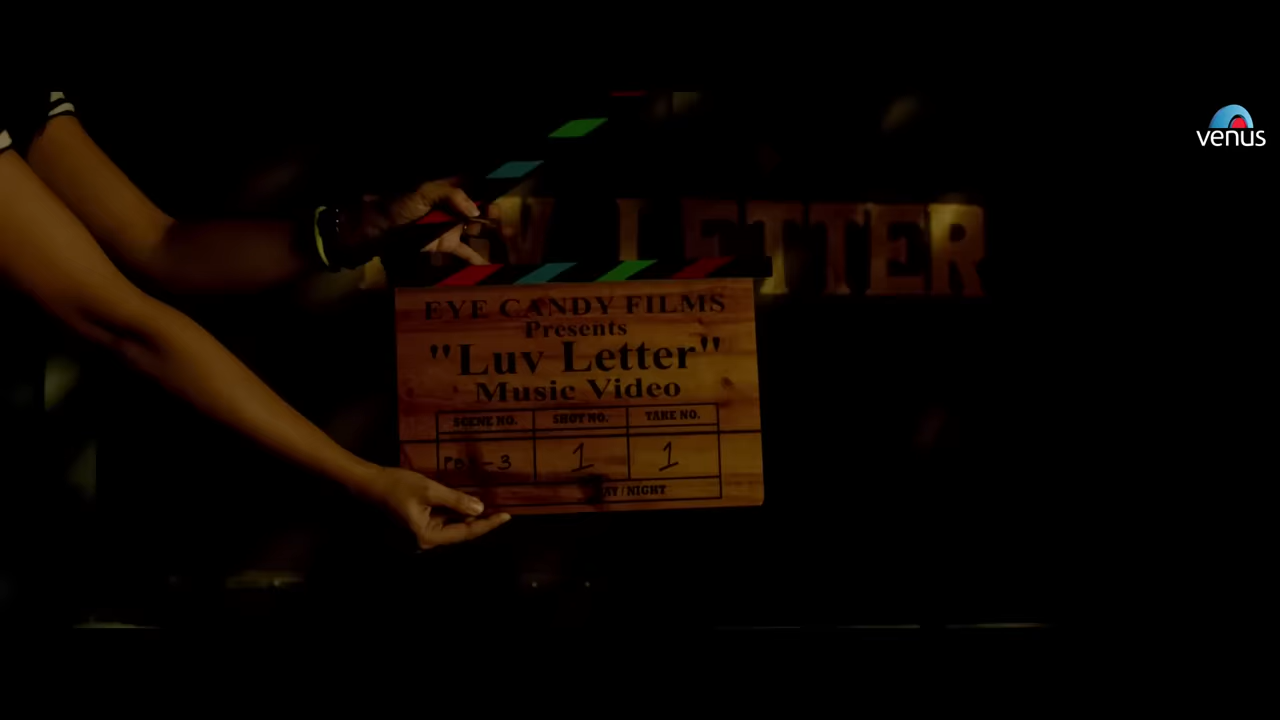 venus
LETTER
EYE CANDY FILMS
Presents
"Luv Letter"
Music Video
SCENE NO. SHOT NO. TAKE NO.
1 1
/ NIGHT